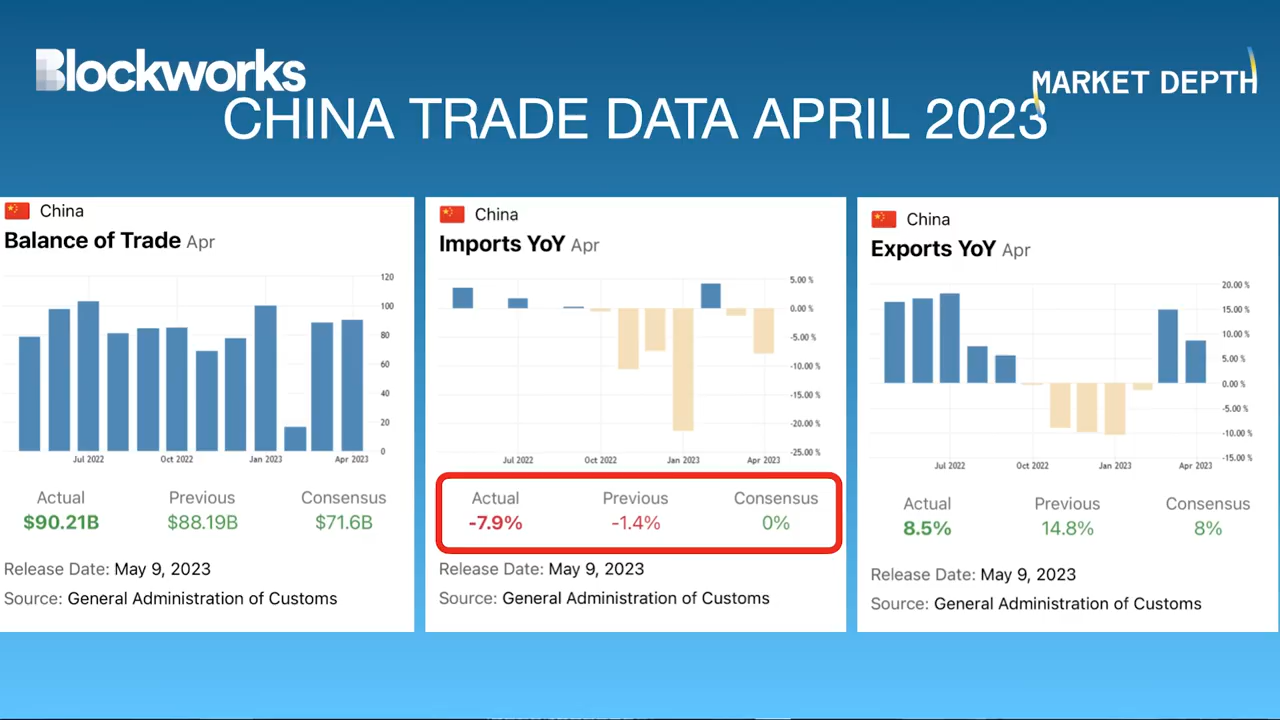 Blockworks
MARKET DEPTH
CHINA TRADE DATA APRIL 2023
China
Balance of Trade Apr
120
100
80
60
40
20
0
Jul 2022 Oct 2022 Jan 2023 Apr 2023
Actual Previous Consensus
$90.21B $88.19B $71.6B
Release Date: May 9, 2023
Source: General Administration of Customs
China
Imports YoY Apr
5.00 %
0.00 %
-5.00 %
-10.00 %
-15.00 %
-20.00 %
-25.00 %
Jul 2022 Oct 2022 Jan 2023 Apr 2023
Actual Previous Consensus
-7.9% -1.4% 0%
Release Date: May 9, 2023
Source: General Administration of Customs
China
Exports YoY Apr
20.00 %
15.00 %
10.00 %
5.00 %
0.00 %
-5.00 %
-10.00 %
-15.00 %
Jul 2022 Oct 2022 Jan 2023 Apr 2023
Actual Previous Consensus
8.5% 14.8% 8%
Release Date: May 9, 2023
Source: General Administration of Customs